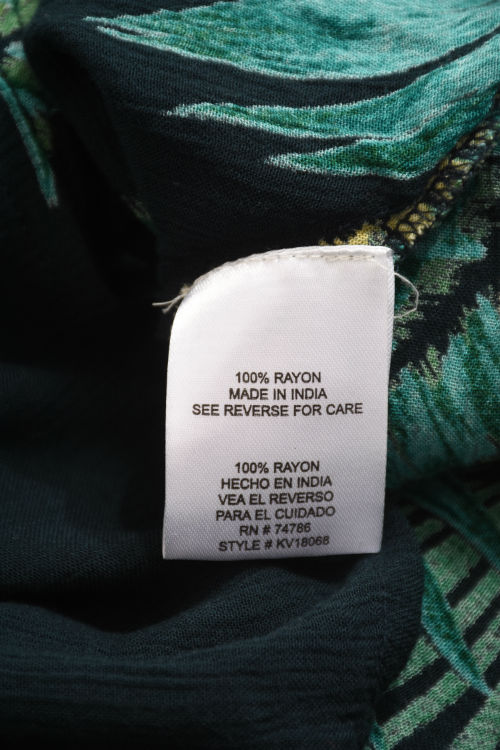 100% RAYON
MADE IN INDIA
SEE REVERSE FOR CARE
100% RAYON
HECHO EN INDIA
VEA EL REVERSO
PARA EL CUIDADO
RN # 74786
STYLE # KV18068